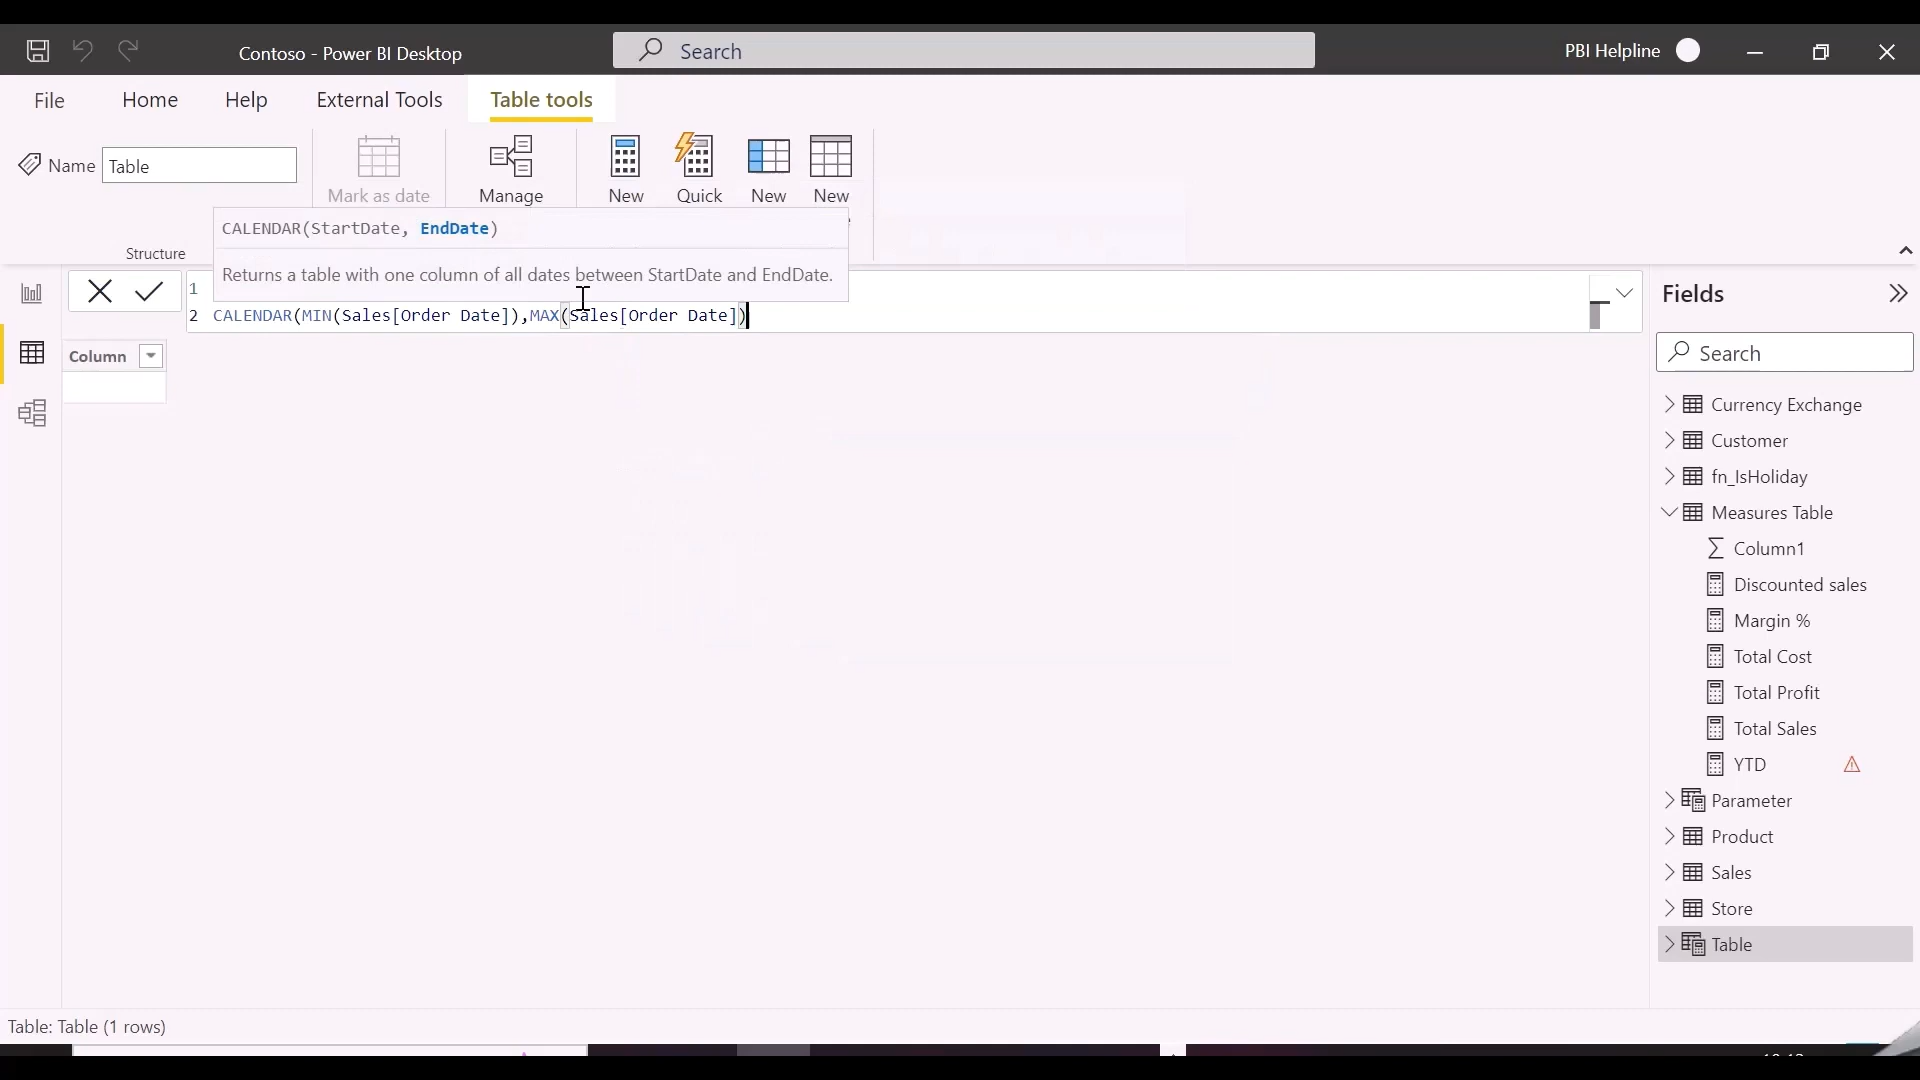 Contoso - Power BI Desktop
Search
PBI Helpline
File
Home
Help
External Tools
Table tools
Name
Table
Mark as date
Manage
New
Quick
New
New
Structure
CALENDAR(StartDate, EndDate)
Returns a table with one column of all dates between StartDate and EndDate.
1
2 CALENDAR(MIN(Sales[Order Date]),MAX(Sales[Order Date])
Column
Fields
Search
Currency Exchange
Customer
fn_IsHoliday
Measures Table
Column1
Discounted sales
Margin %
Total Cost
Total Profit
Total Sales
YTD
Parameter
Product
Sales
Store
Table
Table: Table (1 rows)